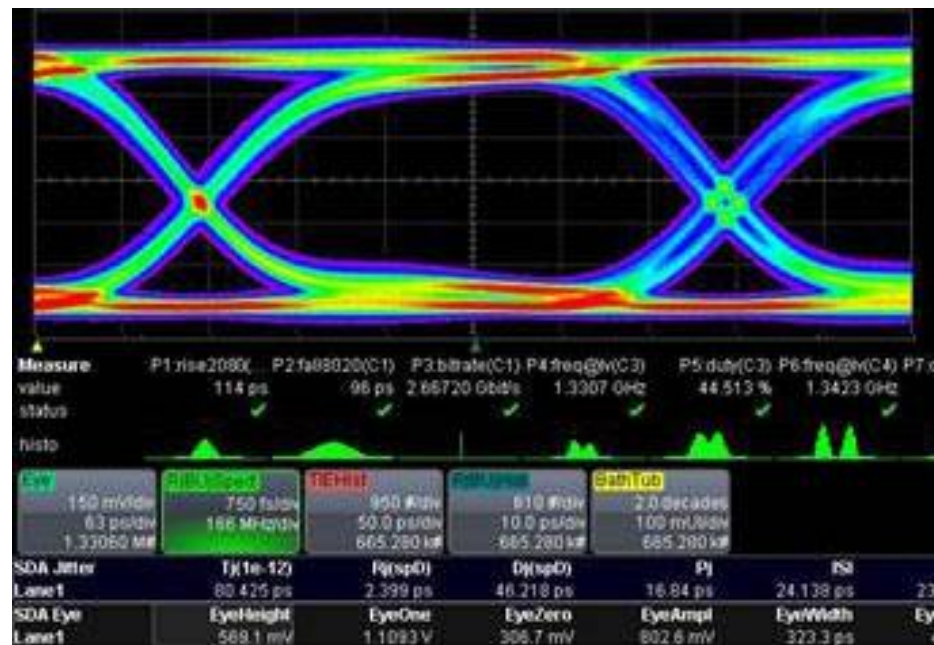 Measure P1:rise2080(... P2:fall8020(C1) P3:bitrate(C1) P4:freq@lv(C3) P5:duty(C3) P6:freq@lv(C4) P7:
value 114 ps 96 ps 2.66720 Gbit/s 1.3307 GHz 44.513 % 1.3423 GHz
status
histo
Eye RjBUjSpect TIEHist BathTub
150 mV/div 750 fs/div 950 #/div 610 #/div 2.0 decades
63 ps/div 166 MHz/div 50.0 ps/div 10.0 ps/div 100 mUI/div
1.33060 M# 665.280 k# 665.280 k# 665.280 k#
SDA Jitter Tj(1e-12) Rj(spD) Dj(spD) Pj ISI
Lane1 80.425 ps 2.399 ps 46.218 ps 16.84 ps 24.138 ps 23
SDA Eye EyeHeight EyeOne EyeZero EyeAmpl EyeWidth Ey
Lane1 569.1 mV 1.1093 V 306.7 mV 802.6 mV 323.3 ps